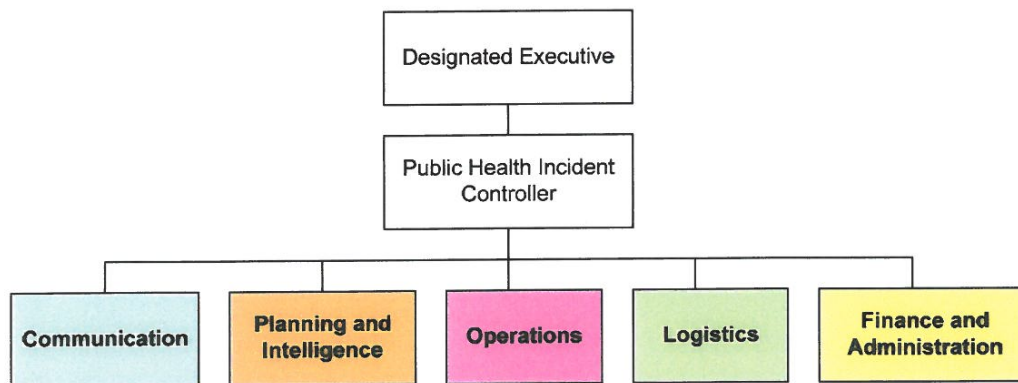 Designated Executive
Public Health Incident
Controller
Communication
Planning and
Intelligence
Operations
Logistics
Finance and
Administration